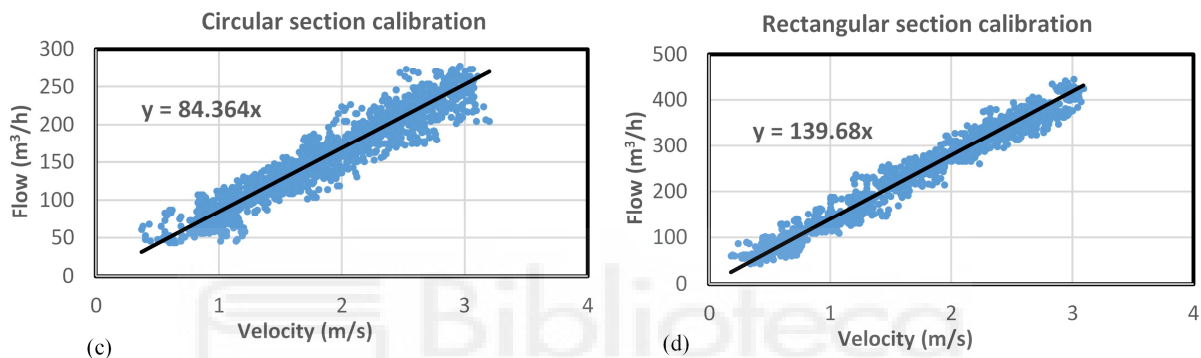 Circular section calibration
300
250
200
150
100
50
0
Flow (m³/h)
y = 84.364x
0 1 2 3 4
Velocity (m/s)
(c)
Rectangular section calibration
500
400
300
200
100
0
Flow (m³/h)
y = 139.68x
0 1 2 3 4
Velocity (m/s)
(d)
Biblioteca